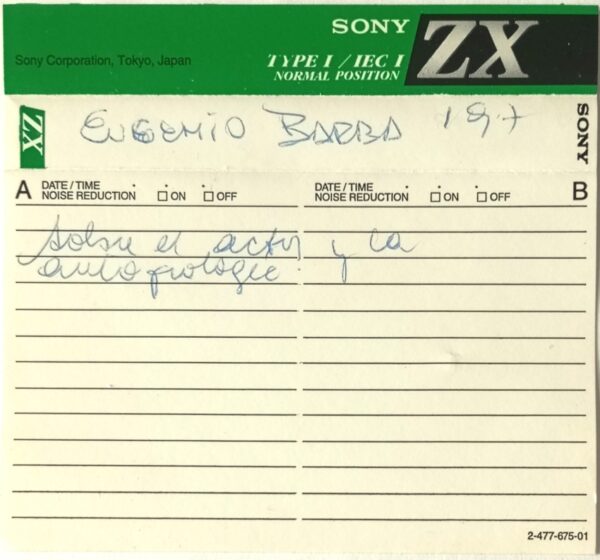 SONY
ZX
Sony Corporation, Tokyo, Japan
TYPE I / IEC I
NORMAL POSITION
ZX
EUGENIO BARBA
SONY
A DATE / TIME
NOISE REDUCTION ON OFF
DATE / TIME B
NOISE REDUCTION ON OFF
sobre el actor y la
2-477-675-01